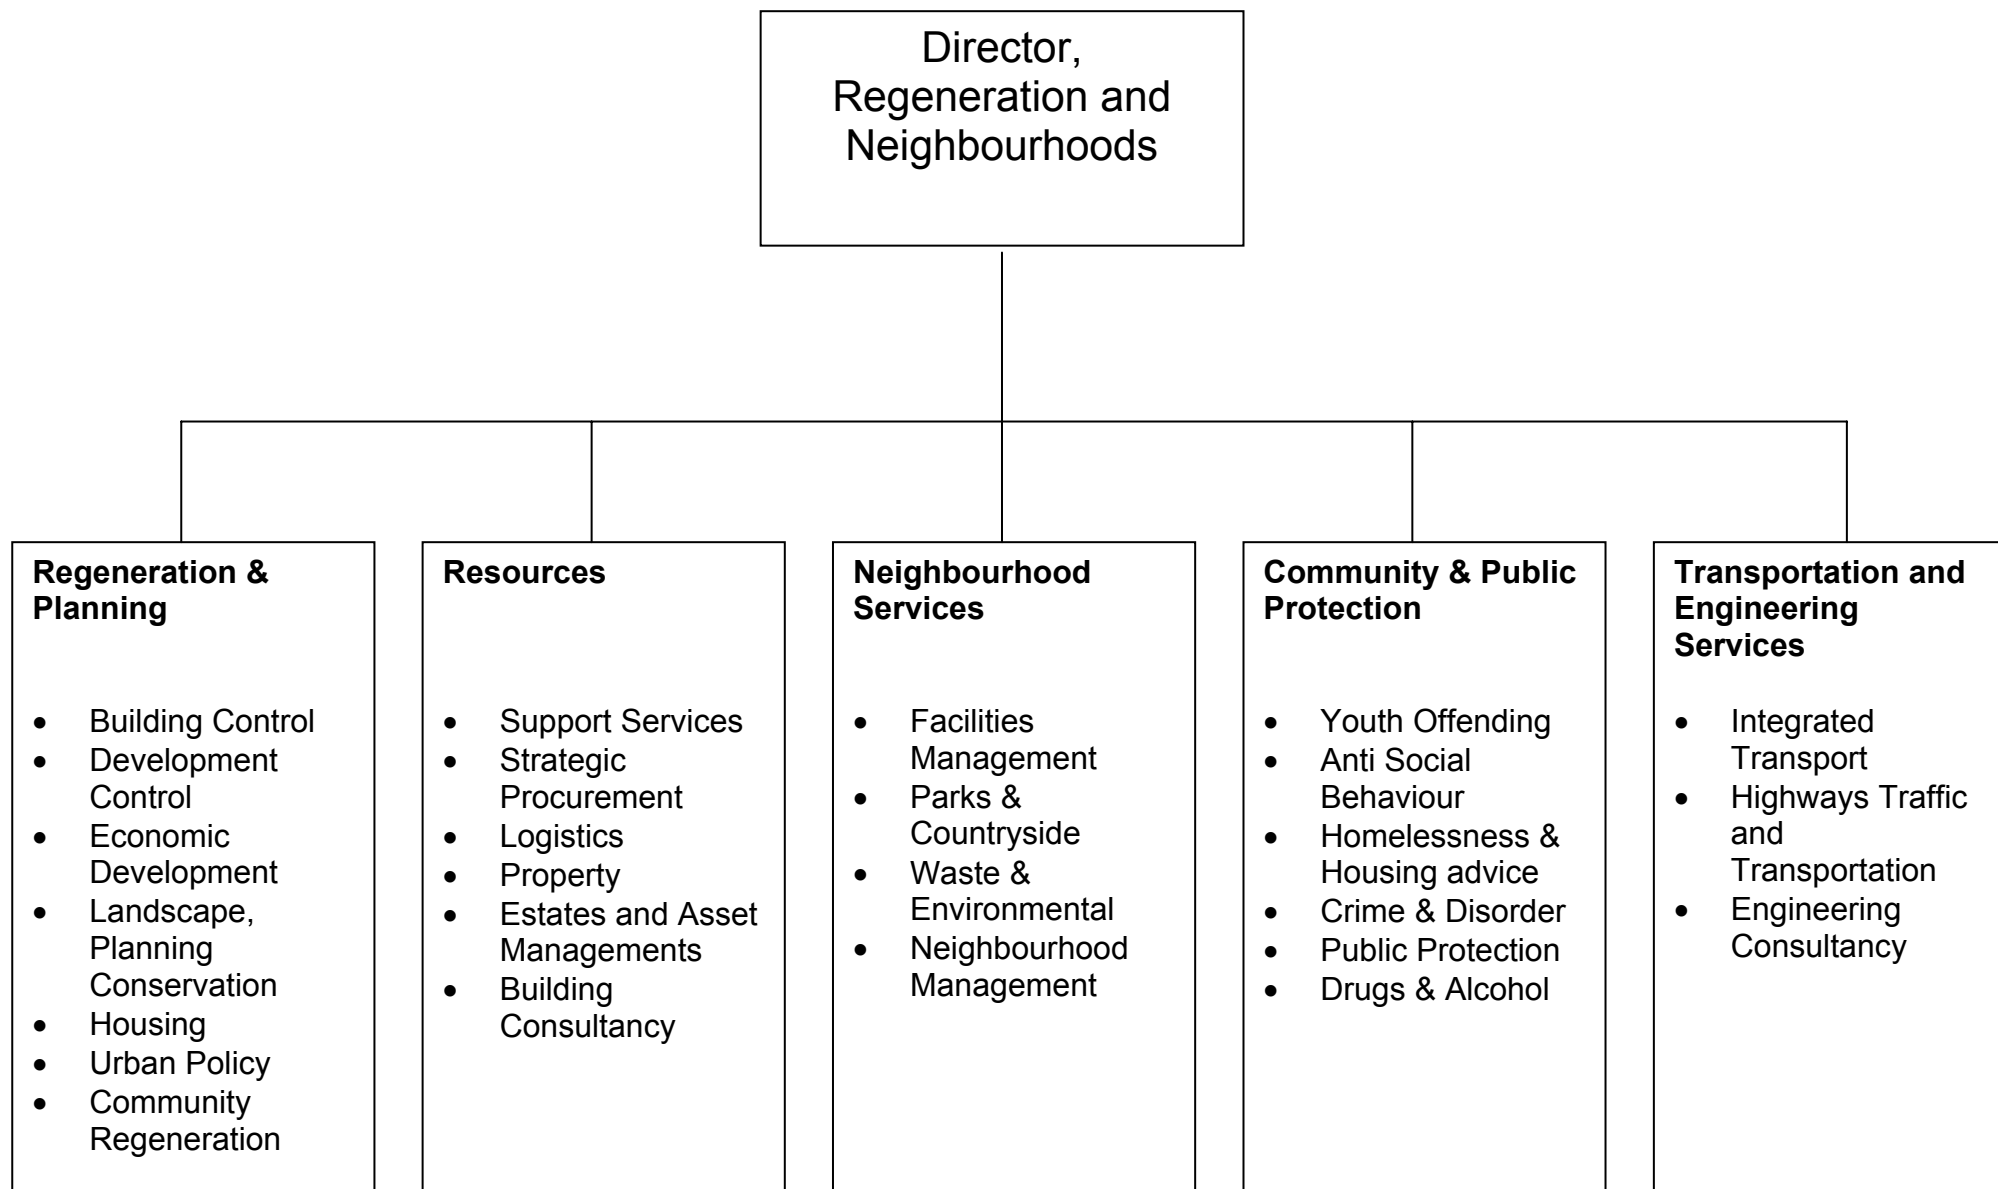 Director,
Regeneration and
Neighbourhoods
Regeneration &
Planning
• Building Control
• Development
Control
• Economic
Development
• Landscape,
Planning
Conservation
• Housing
• Urban Policy
• Community
Regeneration
Resources
• Support Services
• Strategic
Procurement
• Logistics
• Property
• Estates and Asset
Managements
• Building
Consultancy
Neighbourhood
Services
• Facilities
Management
• Parks &
Countryside
• Waste &
Environmental
• Neighbourhood
Management
Community & Public
Protection
• Youth Offending
• Anti Social
Behaviour
• Homelessness &
Housing advice
• Crime & Disorder
• Public Protection
• Drugs & Alcohol
Transportation and
Engineering
Services
• Integrated
Transport
• Highways Traffic
and
Transportation
• Engineering
Consultancy